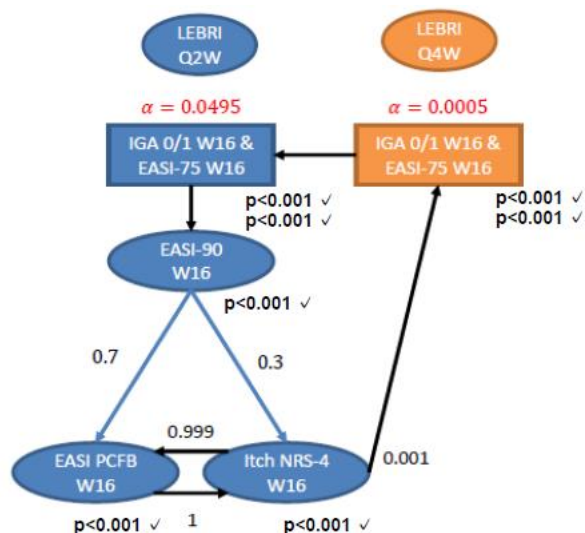 LEBRI
Q2W
LEBRI
Q4W
α = 0.0495
α = 0.0005
IGA 0/1 W16 &
EASI-75 W16
IGA 0/1 W16 &
EASI-75 W16
p<0.001 ✓
p<0.001 ✓
p<0.001 ✓
p<0.001 ✓
EASI-90
W16
p<0.001 ✓
0.7
0.3
0.999
EASI PCFB
W16
Itch NRS-4
W16
0.001
p<0.001 ✓
1
p<0.001 ✓